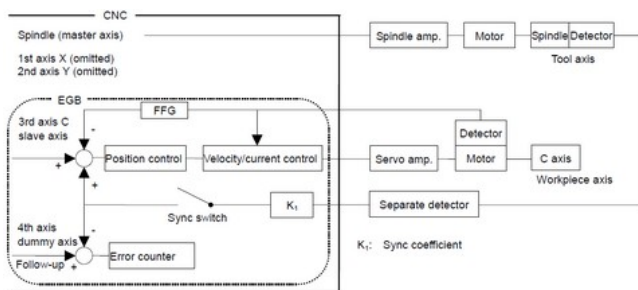 CNC
Spindle (master axis)
Spindle amp.
Motor
Spindle
Detector
Tool axis
1st axis X (omitted)
2nd axis Y (omitted)
EGB
FFG
3rd axis C
slave axis
-
+
+
Position control
Velocity/current control
Servo amp.
Detector
Motor
C axis
Workpiece axis
Sync switch
K₁
Separate detector
K₁: Sync coefficient
4th axis
dummy axis
-
Follow-up
+
Error counter